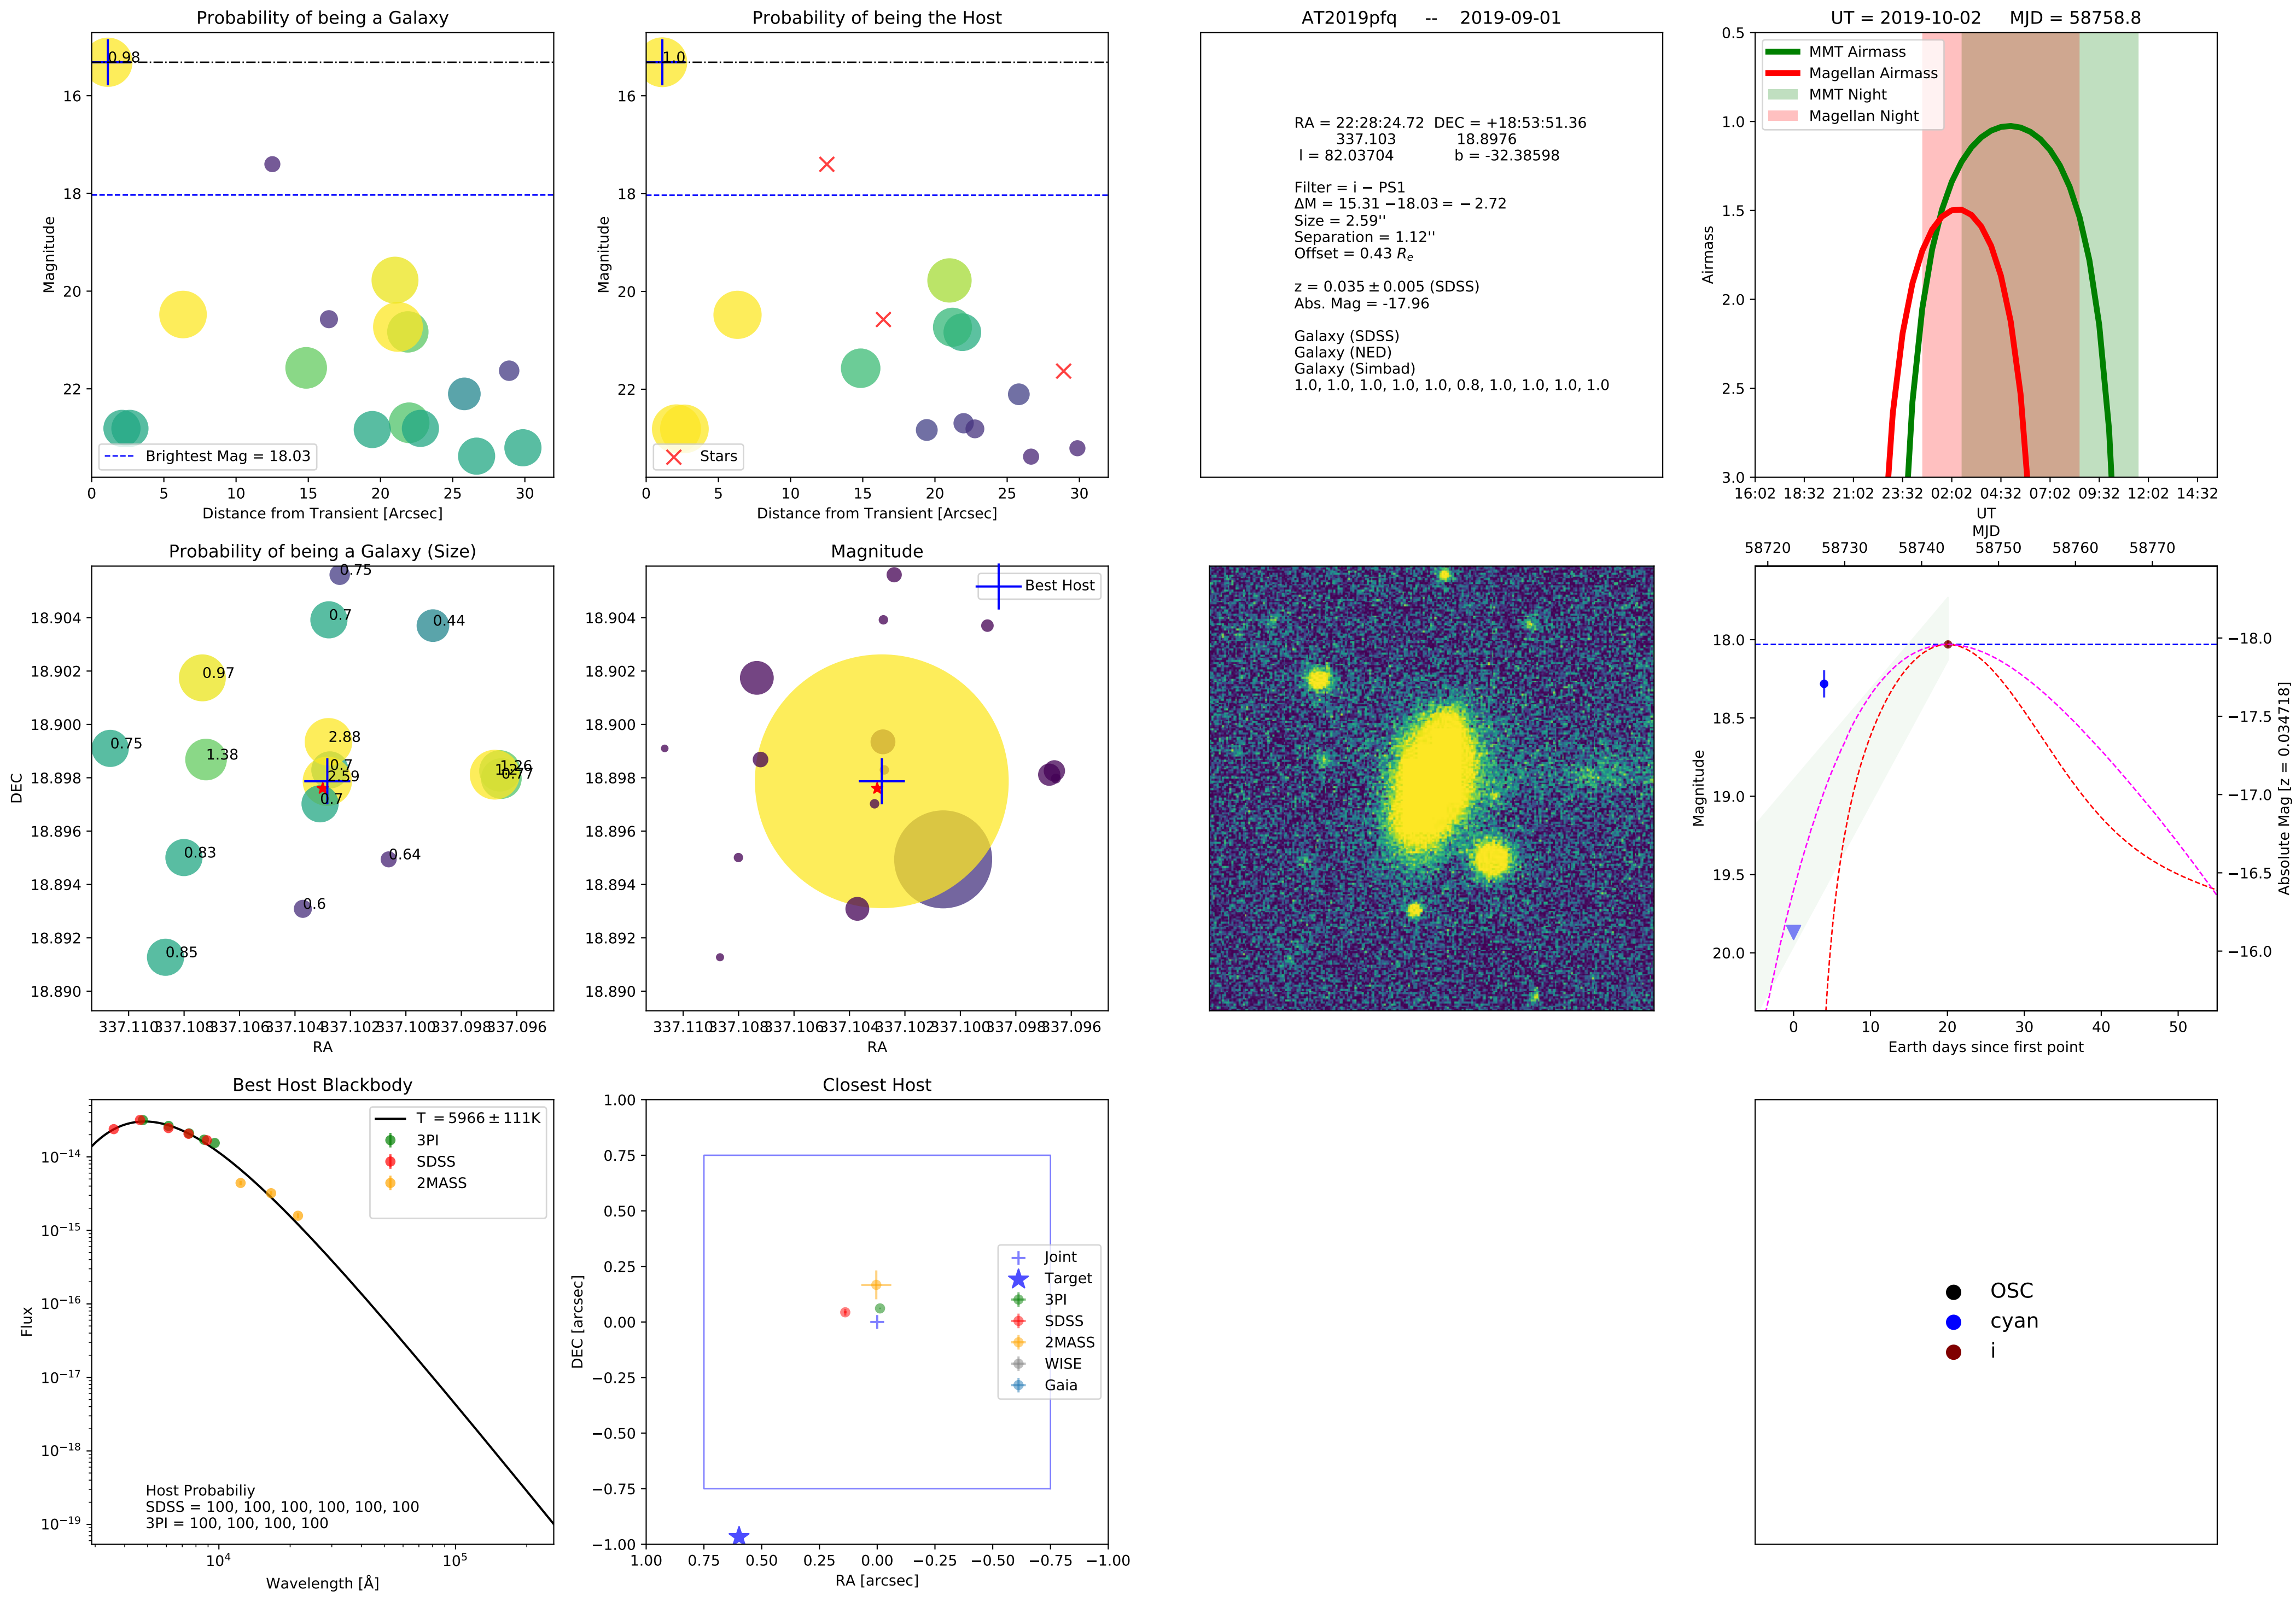 Probability of being a Galaxy
0.98
Magnitude
16
18
20
22
Brightest Mag = 18.03
0 5 10 15 20 25 30
Distance from Transient [Arcsec]
Probability of being the Host
1.0
Magnitude
16
18
20
22
Stars
0 5 10 15 20 25 30
Distance from Transient [Arcsec]
AT2019pfq -- 2019-09-01
RA = 22:28:24.72 DEC = +18:53:51.36
337.103 18.8976
l = 82.03704 b = -32.38598
Filter = i − PS1
ΔM = 15.31 −18.03 = − 2.72
Size = 2.59''
Separation = 1.12''
Offset = 0.43 Re
z = 0.035 ± 0.005 (SDSS)
Abs. Mag = -17.96
Galaxy (SDSS)
Galaxy (NED)
Galaxy (Simbad)
1.0, 1.0, 1.0, 1.0, 1.0, 0.8, 1.0, 1.0, 1.0, 1.0
UT = 2019-10-02 MJD = 58758.8
MMT Airmass
Magellan Airmass
MMT Night
Magellan Night
Airmass
0.5
1.0
1.5
2.0
2.5
3.0
16:02 18:32 21:02 23:32 02:02 04:32 07:02 09:32 12:02 14:32
UT
Probability of being a Galaxy (Size)
DEC
18.904
18.902
18.900
18.898
18.896
18.894
18.892
18.890
0.75
0.7
0.44
0.97
2.88
0.75
1.38
0.7
2.59
1.26
0.77
0.7
0.83
0.64
0.6
0.85
337.110 337.108 337.106 337.104 337.102 337.100 337.098 337.096
RA
Magnitude
Best Host
18.904
18.902
18.900
18.898
18.896
18.894
18.892
18.890
337.110 337.108 337.106 337.104 337.102 337.100 337.098 337.096
RA
MJD
58720 58730 58740 58750 58760 58770
Magnitude
18.0
18.5
19.0
19.5
20.0
−18.0
−17.5
−17.0
−16.5
−16.0
Absolute Mag [z = 0.034718]
0 10 20 30 40 50
Earth days since first point
Best Host Blackbody
T = 5966 ± 111K
3PI
SDSS
2MASS
Flux
10−14
10−15
10−16
10−17
10−18
10−19
Host Probabiliy
SDSS = 100, 100, 100, 100, 100, 100
3PI = 100, 100, 100, 100
104 105
Wavelength [Å]
Closest Host
DEC [arcsec]
1.00
0.75
0.50
0.25
0.00
−0.25
−0.50
−0.75
−1.00
Joint
Target
3PI
SDSS
2MASS
WISE
Gaia
1.00 0.75 0.50 0.25 0.00 −0.25 −0.50 −0.75 −1.00
RA [arcsec]
OSC
cyan
i